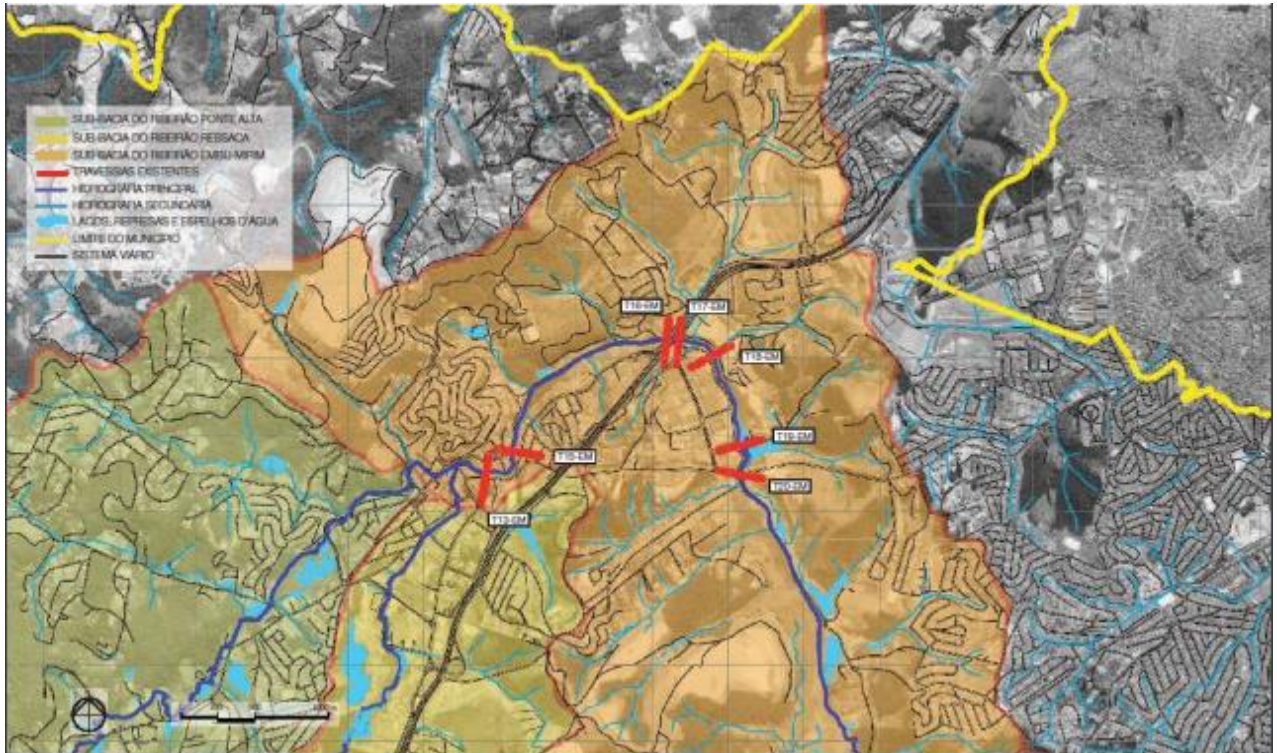 SUB-BACIA DO RIBEIRÃO PONTE ALTA
SUB-BACIA DO RIBEIRÃO RESSACA
SUB-BACIA DO RIBEIRÃO EMBU-MIRIM
TRAVESSIAS EXISTENTES
HIDROGRAFIA PRINCIPAL
HIDROGRAFIA SECUNDÁRIA
LAGOS, REPRESAS E ESPELHOS D'ÁGUA
LIMITE DO MUNICÍPIO
SISTEMA VIÁRIO
T16-EM
T17-EM
T18-EM
T19-EM
T15-EM
T20-EM
T13-EM